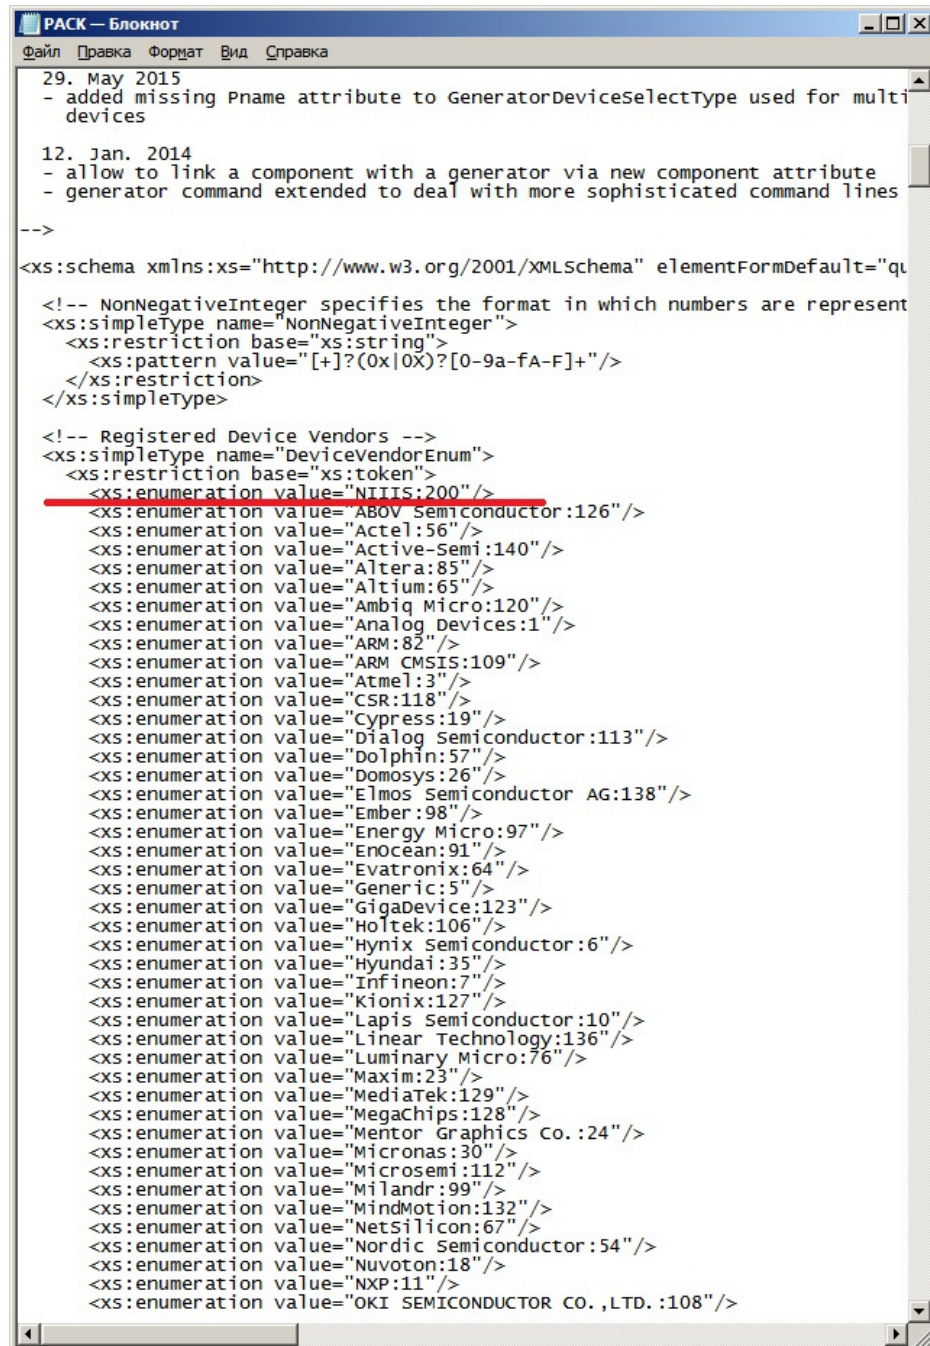 PACK — Блокнот
Файл Правка Формат Вид Справка
29. May 2015
- added missing Pname attribute to GeneratorDeviceSelectType used for multi
devices
12. Jan. 2014
- allow to link a component with a generator via new component attribute
- generator command extended to deal with more sophisticated command lines
-->
<xs:schema xmlns:xs="http://www.w3.org/2001/XMLSchema" elementFormDefault="qu
<!-- NonNegativeInteger specifies the format in which numbers are represent
<xs:simpleType name="NonNegativeInteger">
<xs:restriction base="xs:string">
<xs:pattern value="[+]?(0x|0X)?[0-9a-fA-F]+"/>
</xs:restriction>
</xs:simpleType>
<!-- Registered Device Vendors -->
<xs:simpleType name="DeviceVendorEnum">
<xs:restriction base="xs:token">
<xs:enumeration value="NIIIS:200"/>
<xs:enumeration value="ABOV Semiconductor:126"/>
<xs:enumeration value="Actel:56"/>
<xs:enumeration value="Active-Semi:140"/>
<xs:enumeration value="Altera:85"/>
<xs:enumeration value="Altium:65"/>
<xs:enumeration value="Ambiq Micro:120"/>
<xs:enumeration value="Analog Devices:1"/>
<xs:enumeration value="ARM:82"/>
<xs:enumeration value="ARM CMSIS:109"/>
<xs:enumeration value="Atmel:3"/>
<xs:enumeration value="CSR:118"/>
<xs:enumeration value="Cypress:19"/>
<xs:enumeration value="Dialog Semiconductor:113"/>
<xs:enumeration value="Dolphin:57"/>
<xs:enumeration value="Domosys:26"/>
<xs:enumeration value="Elmos Semiconductor AG:138"/>
<xs:enumeration value="Ember:98"/>
<xs:enumeration value="Energy Micro:97"/>
<xs:enumeration value="EnOcean:91"/>
<xs:enumeration value="Evatronix:64"/>
<xs:enumeration value="Generic:5"/>
<xs:enumeration value="GigaDevice:123"/>
<xs:enumeration value="Holtek:106"/>
<xs:enumeration value="Hynix Semiconductor:6"/>
<xs:enumeration value="Hyundai:35"/>
<xs:enumeration value="Infineon:7"/>
<xs:enumeration value="Kionix:127"/>
<xs:enumeration value="Lapis Semiconductor:10"/>
<xs:enumeration value="Linear Technology:136"/>
<xs:enumeration value="Luminary Micro:76"/>
<xs:enumeration value="Maxim:23"/>
<xs:enumeration value="MediaTek:129"/>
<xs:enumeration value="MegaChips:128"/>
<xs:enumeration value="Mentor Graphics Co.:24"/>
<xs:enumeration value="Micronas:30"/>
<xs:enumeration value="Microsemi:112"/>
<xs:enumeration value="Milandr:99"/>
<xs:enumeration value="MindMotion:132"/>
<xs:enumeration value="NetSilicon:67"/>
<xs:enumeration value="Nordic Semiconductor:54"/>
<xs:enumeration value="Nuvoton:18"/>
<xs:enumeration value="NXP:11"/>
<xs:enumeration value="OKI SEMICONDUCTOR CO.,LTD.:108"/>